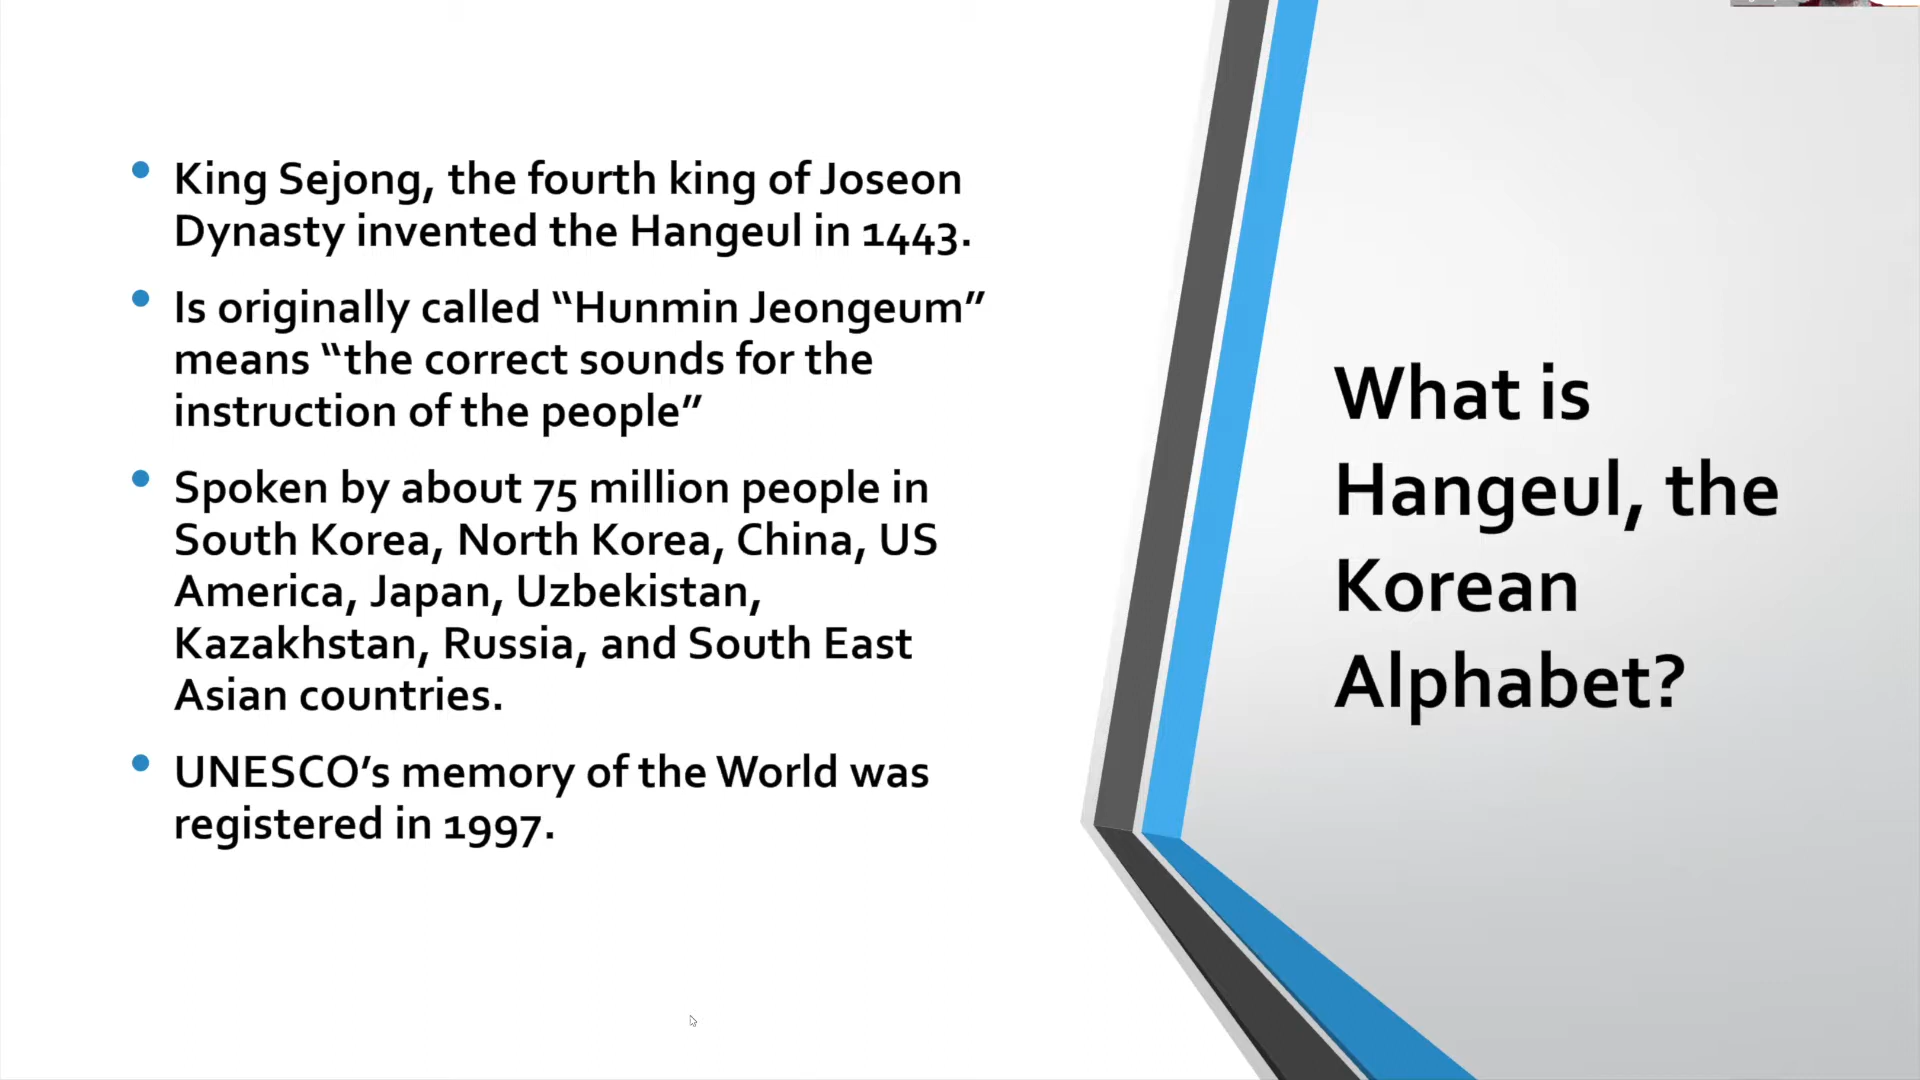 King Sejong, the fourth king of Joseon
Dynasty invented the Hangeul in 1443.
Is originally called “Hunmin Jeongeum”
means “the correct sounds for the
instruction of the people”
Spoken by about 75 million people in
South Korea, North Korea, China, US
America, Japan, Uzbekistan,
Kazakhstan, Russia, and South East
Asian countries.
UNESCO’s memory of the World was
registered in 1997.
What is
Hangeul, the
Korean
Alphabet?